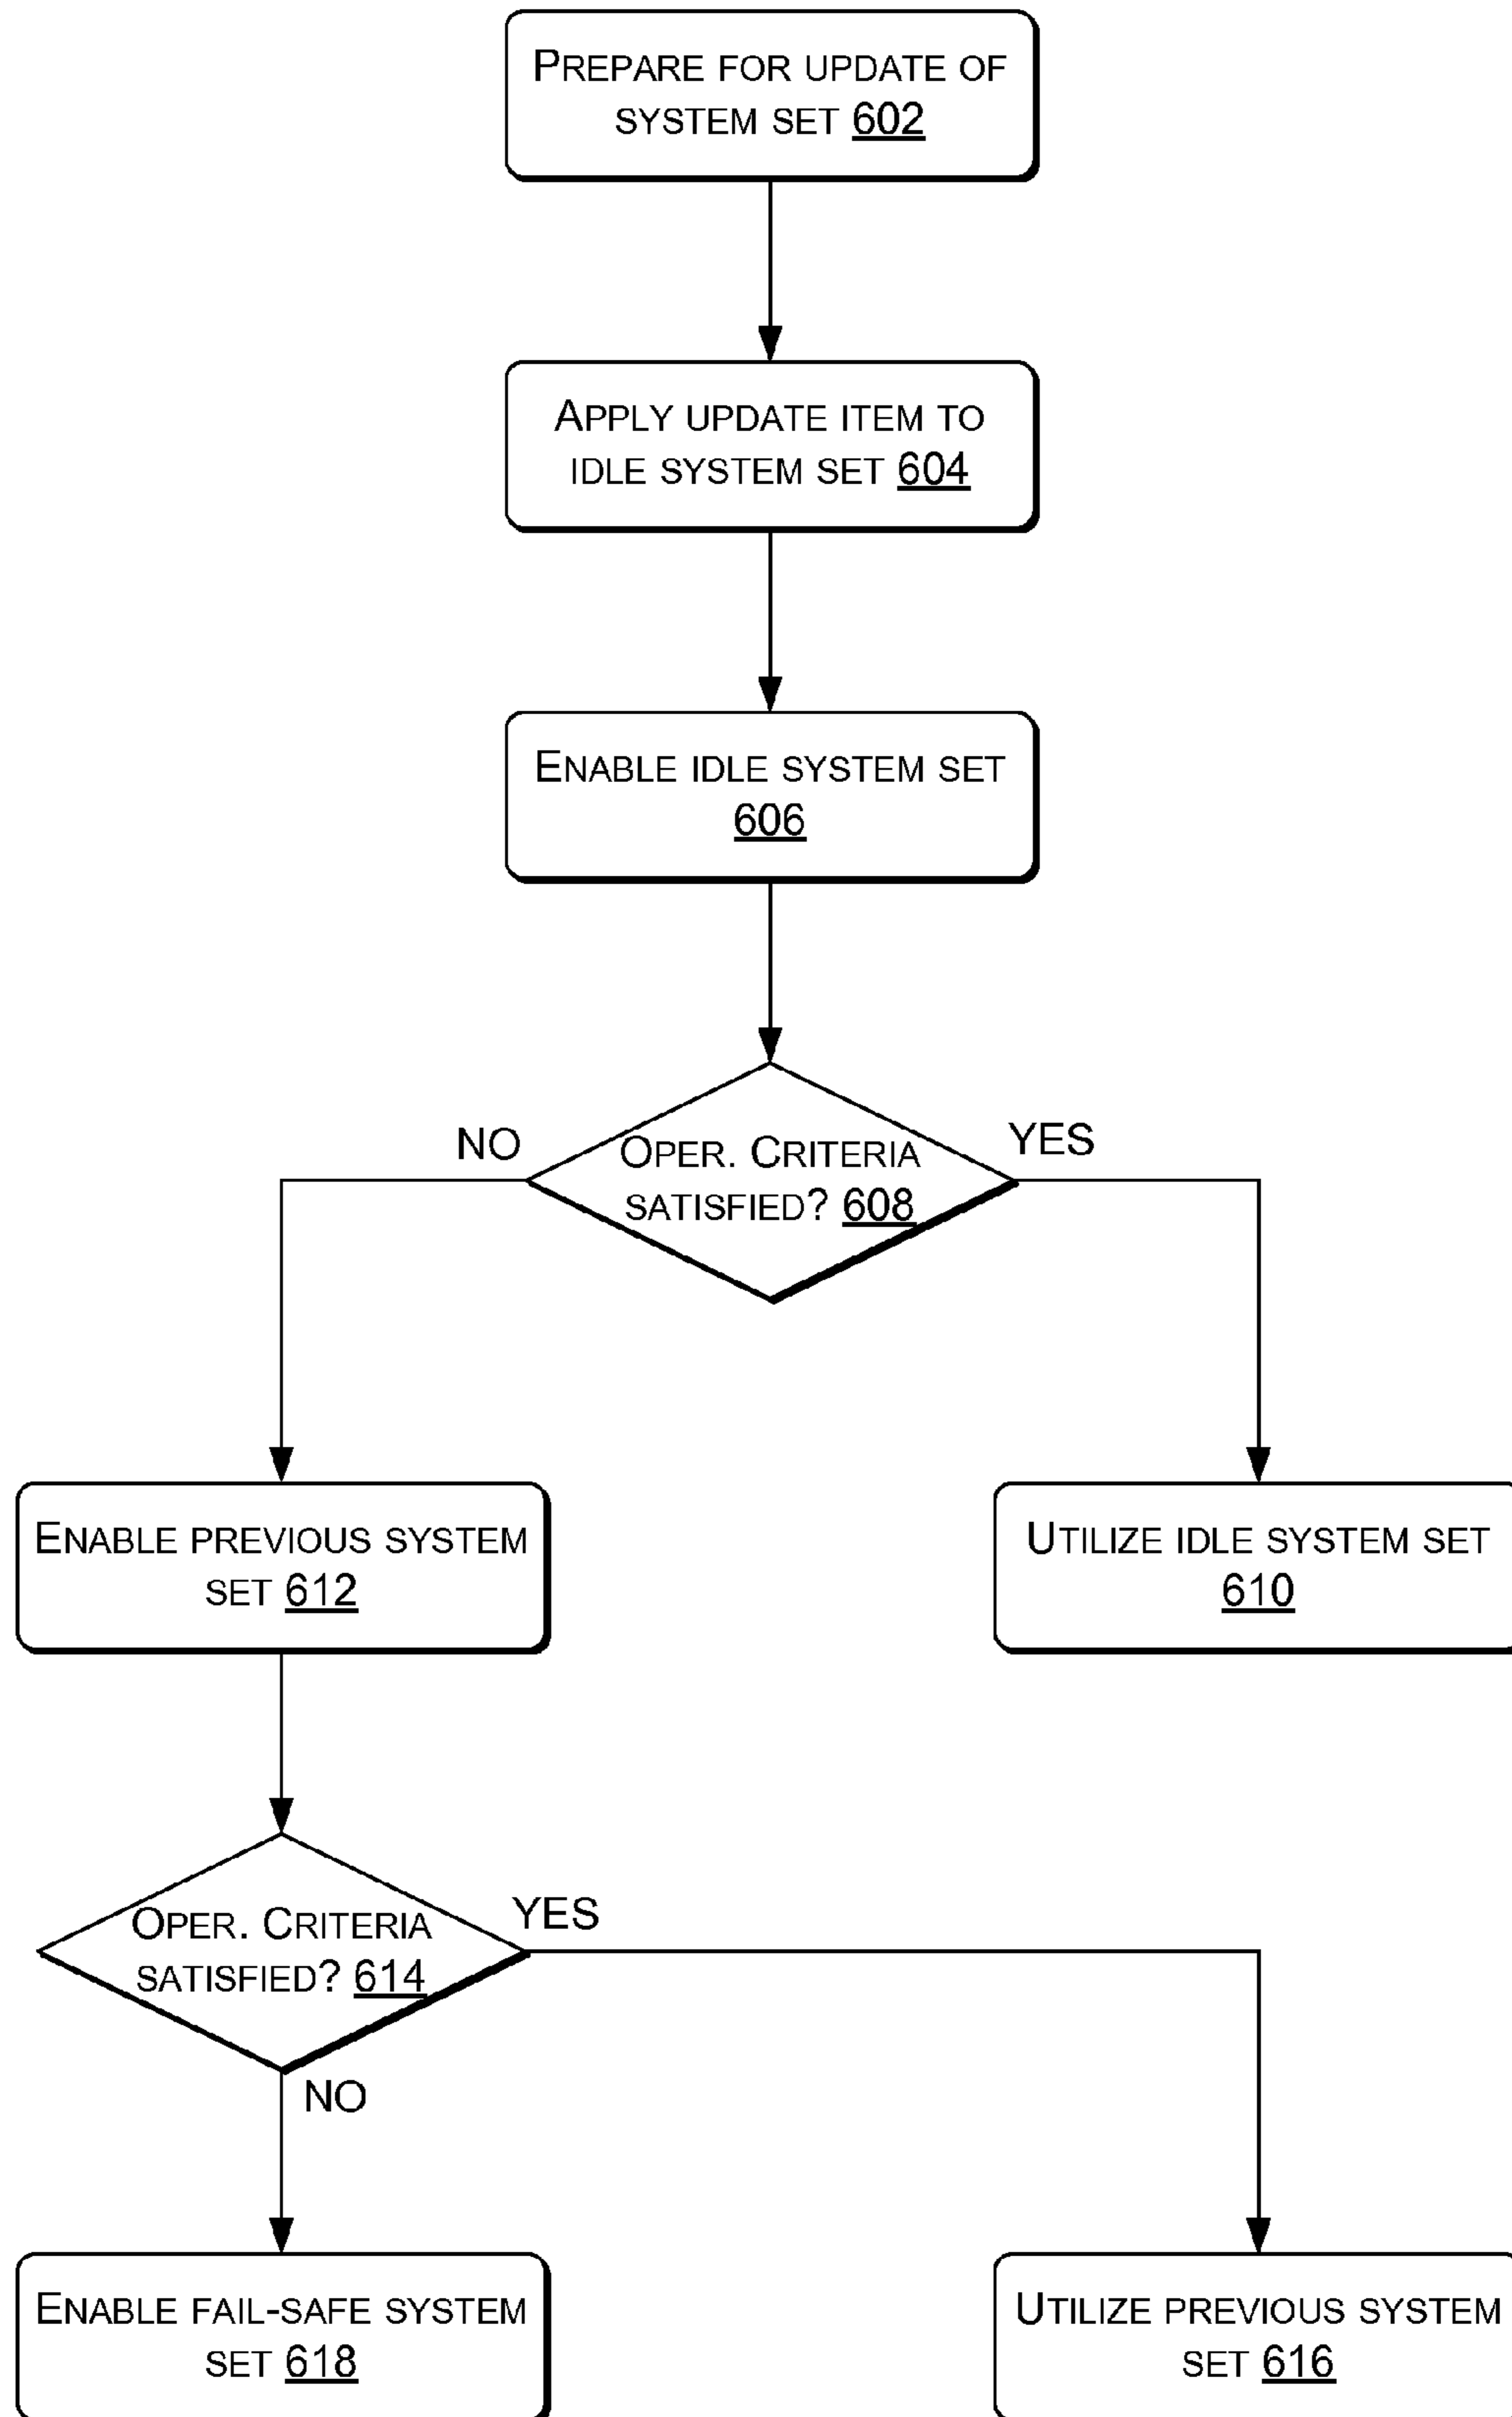 PREPARE FOR UPDATE OF
SYSTEM SET 602
APPLY UPDATE ITEM TO
IDLE SYSTEM SET 604
ENABLE IDLE SYSTEM SET
606
NO
OPER. CRITERIA
SATISFIED? 608
YES
ENABLE PREVIOUS SYSTEM
SET 612
UTILIZE IDLE SYSTEM SET
610
OPER. CRITERIA
SATISFIED? 614
YES
NO
ENABLE FAIL-SAFE SYSTEM
SET 618
UTILIZE PREVIOUS SYSTEM
SET 616